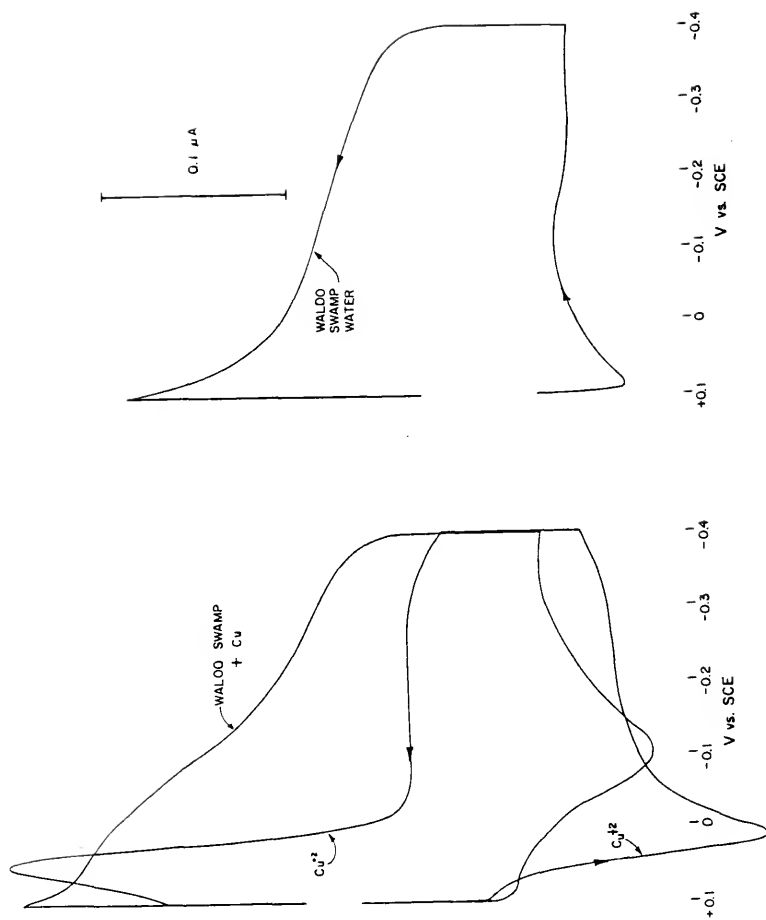 WALDO SWAMP
+ Cu
Cu+2
Cu+2
+0.1 0 -0.1 -0.2 -0.3 -0.4
V vs. SCE
0.1 μA
WALDO
SWAMP
WATER
+0.1 0 -0.1 -0.2 -0.3 -0.4
V vs. SCE